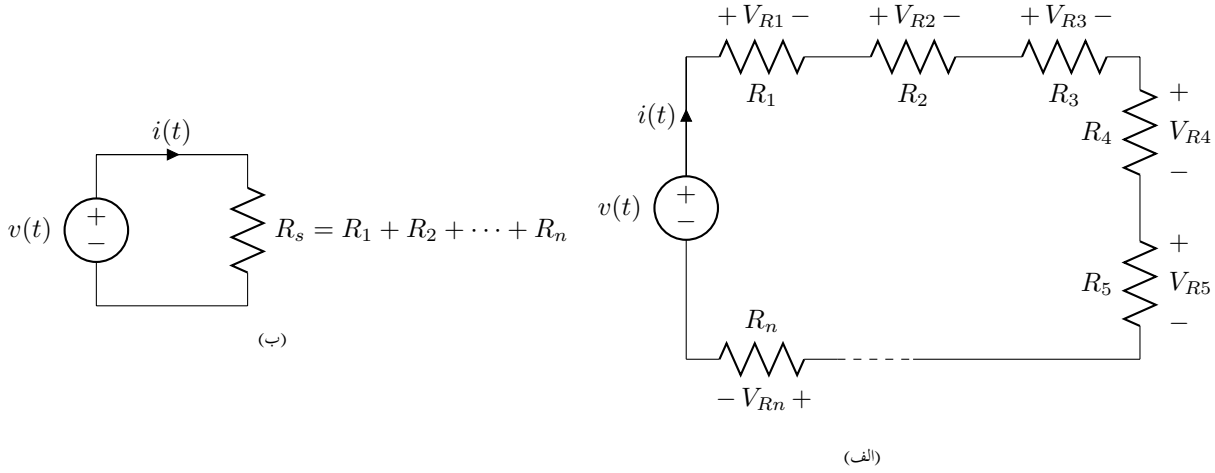 + V_{R1} −
+ V_{R2} −
+ V_{R3} −
R_1
R_2
R_3
i(t)
v(t)
+
−
R_4
+
V_{R4}
−
R_5
+
V_{R5}
−
R_n
− V_{Rn} +
(الف)
i(t)
v(t)
+
−
R_s = R_1 + R_2 + ⋯ + R_n
(ب)